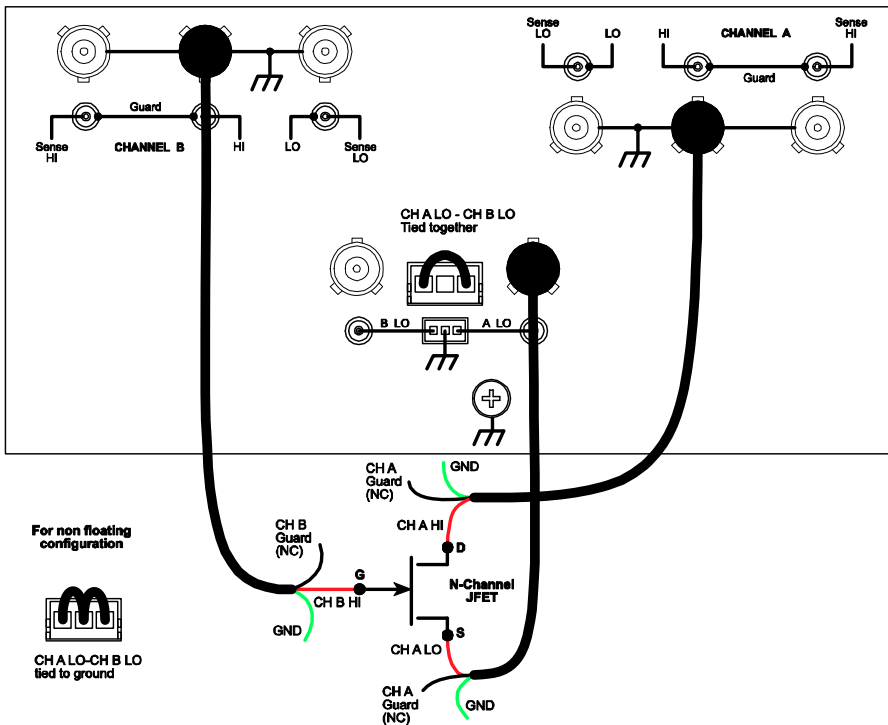 Sense
LO
LO
HI
CHANNEL A
Sense
HI
Guard
Guard
Sense
HI
CHANNEL B
HI
LO
Sense
LO
CH A LO - CH B LO
Tied together
B LO
A LO
CH A
Guard
(NC)
GND
CH A HI
D
For non floating
configuration
CH B
Guard
(NC)
G
CH B HI
GND
N-Channel
JFET
S
CH A LO
CH A LO-CH B LO
tied to ground
CH A
Guard
(NC)
GND